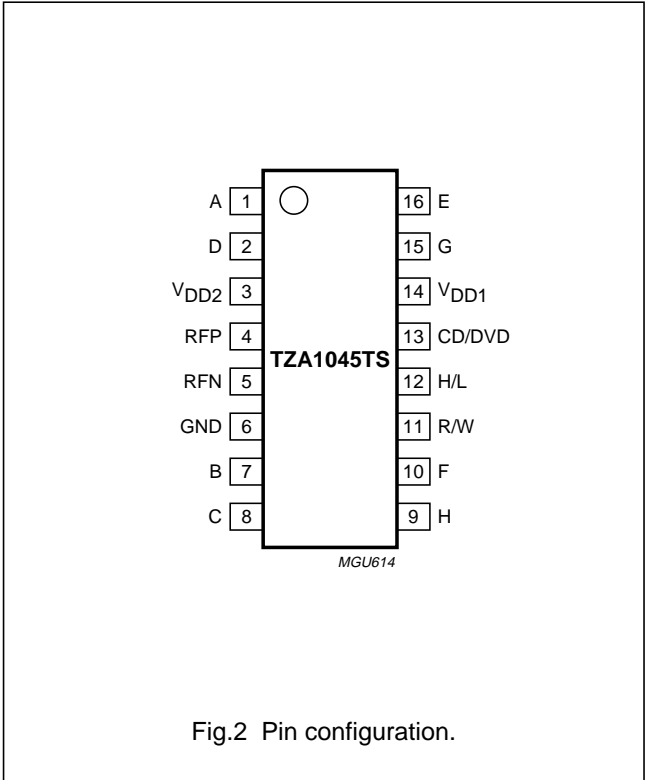 A 1 16 E
D 2 15 G
VDD2 3 14 VDD1
RFP 4 13 CD/DVD
TZA1045TS
RFN 5 12 H/L
GND 6 11 R/W
B 7 10 F
C 8 9 H
MGU614
Fig.2 Pin configuration.